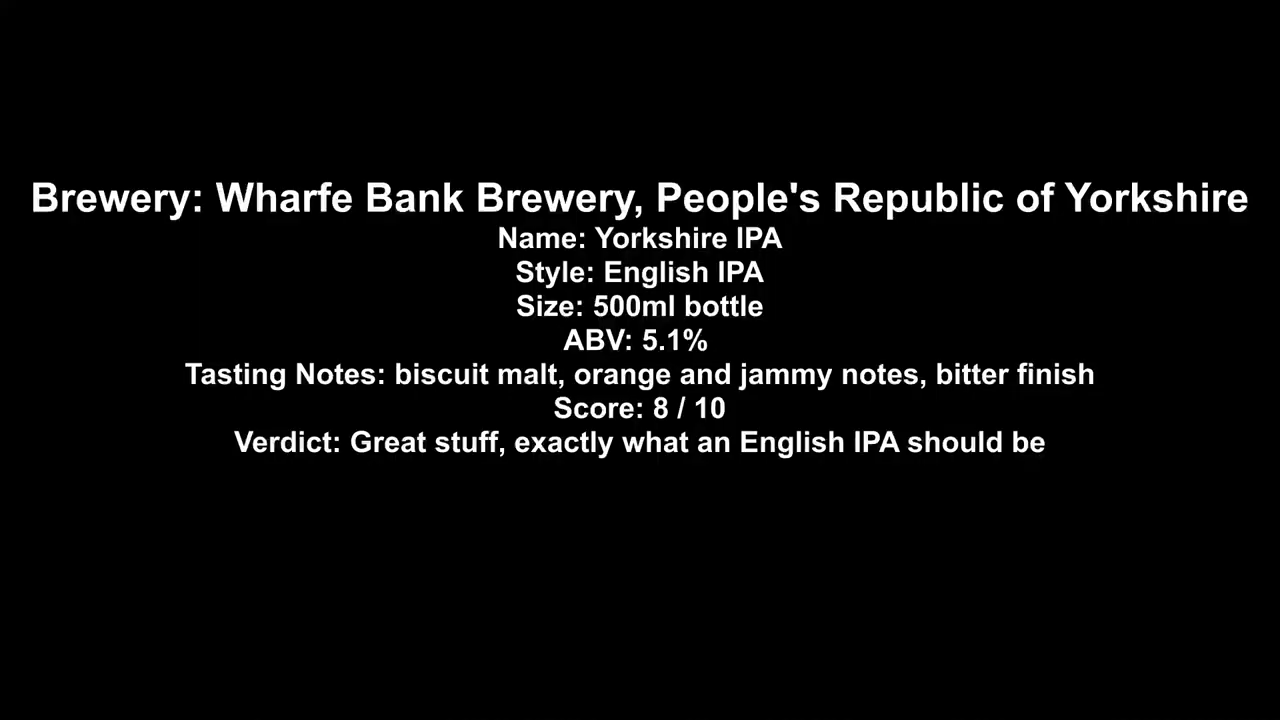 Brewery: Wharfe Bank Brewery, People's Republic of Yorkshire
Name: Yorkshire IPA
Style: English IPA
Size: 500ml bottle
ABV: 5.1%
Tasting Notes: biscuit malt, orange and jammy notes, bitter finish
Score: 8 / 10
Verdict: Great stuff, exactly what an English IPA should be